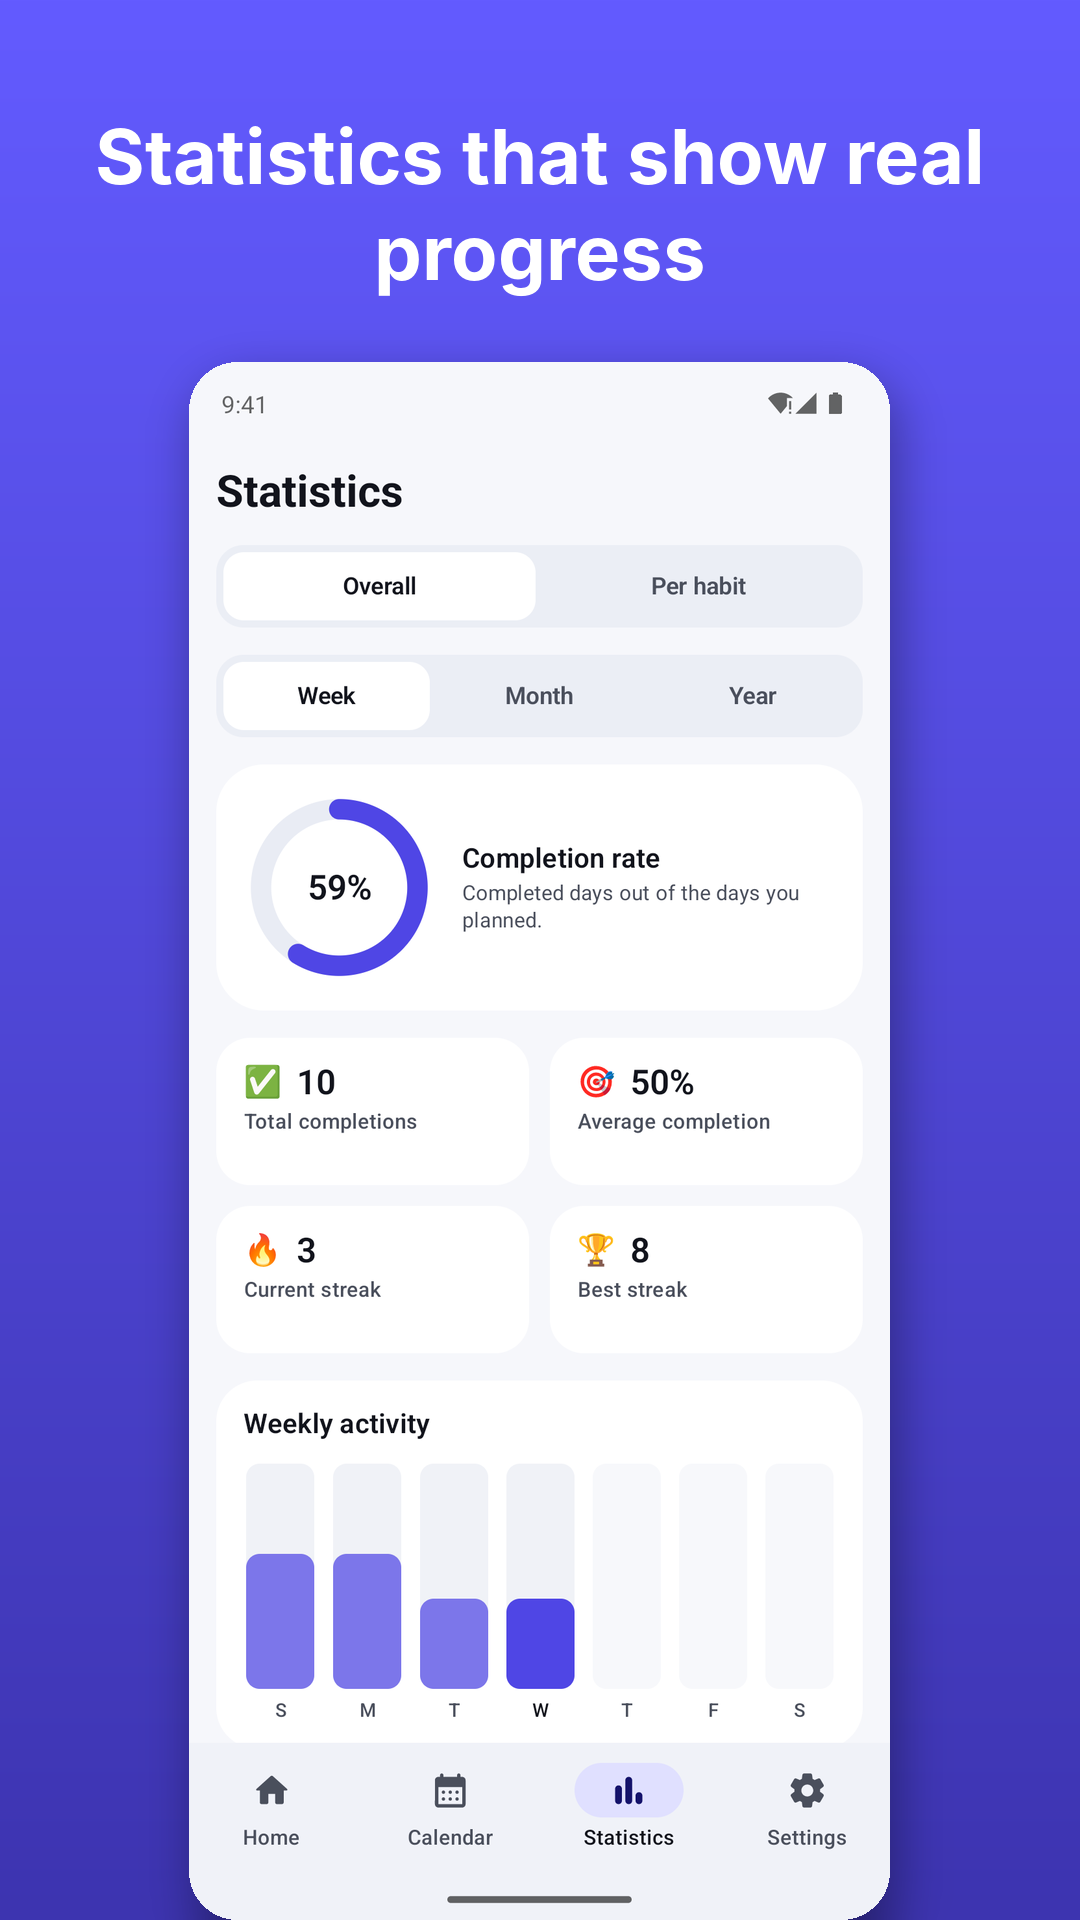 Statistics that show real
progress
9:41
Statistics
Overall Per habit
Week Month Year
59%
Completion rate
Completed days out of the days you
planned.
✅ 10
Total completions
🎯 50%
Average completion
🔥 3
Current streak
🏆 8
Best streak
Weekly activity
S M T W T F S
Home Calendar Statistics Settings